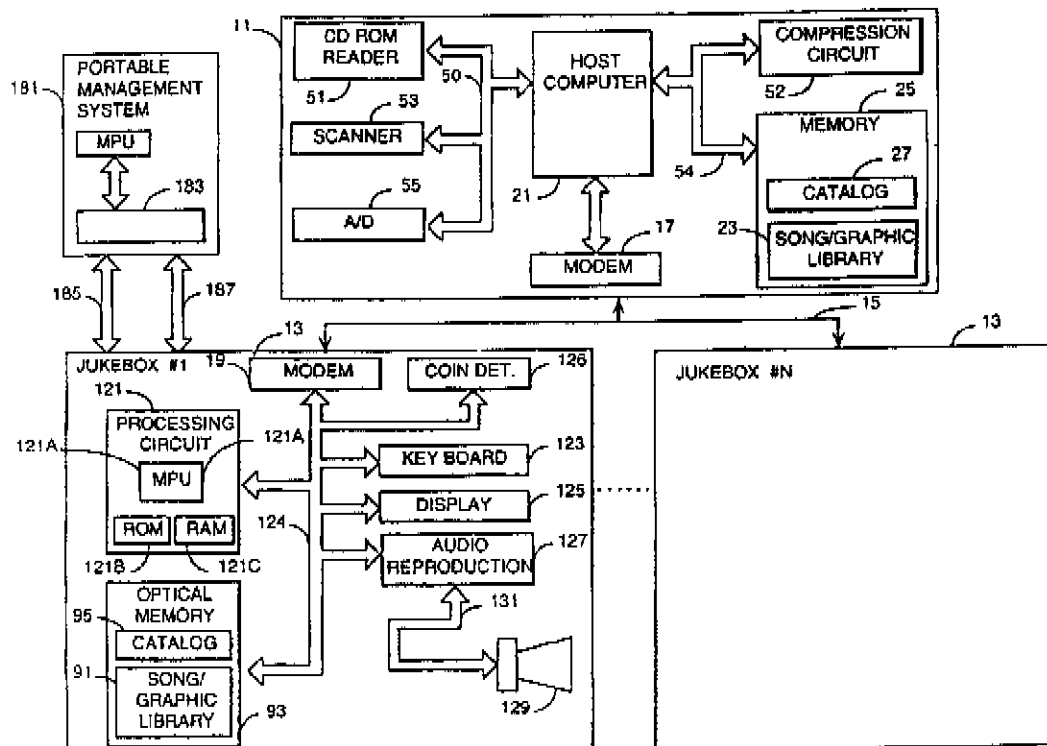 11
CD ROM
READER
51
50
SCANNER
53
A/D
55
HOST
COMPUTER
21
MODEM
17
COMPRESSION
CIRCUIT
52
25
MEMORY
54
27
CATALOG
23
SONG/GRAPHIC
LIBRARY
181
PORTABLE
MANAGEMENT
SYSTEM
MPU
183
185
187
15
JUKEBOX #1
13
19
MODEM
COIN DET.
126
121
PROCESSING
CIRCUIT
121A
121A
MPU
ROM
RAM
121B
121C
124
KEY BOARD
123
DISPLAY
125
AUDIO
REPRODUCTION
127
131
129
OPTICAL
MEMORY
95
CATALOG
91
SONG/
GRAPHIC
LIBRARY
93
13
JUKEBOX #N